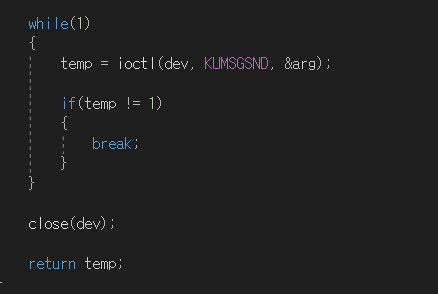 while(1)
{
temp = ioctl(dev, KUMSGSND, &arg);
if(temp != 1)
{
break;
}
}
close(dev);
return temp;